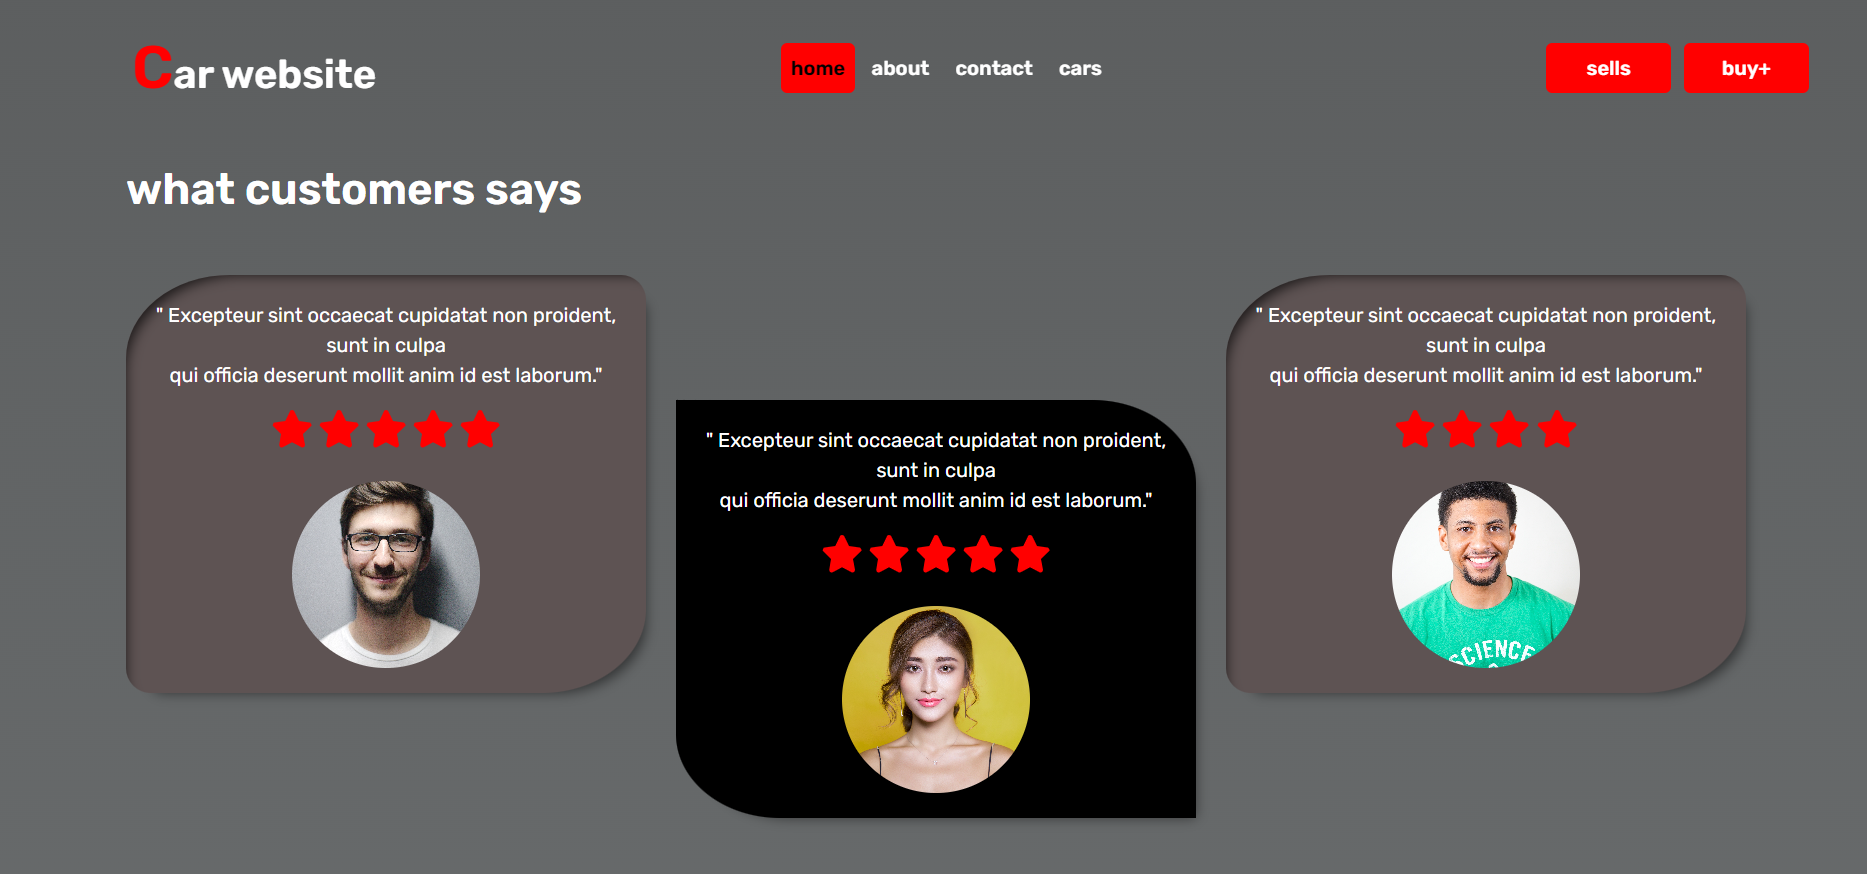 Car website
home about contact cars
sells buy+
what customers says
" Excepteur sint occaecat cupidatat non proident,
sunt in culpa
qui officia deserunt mollit anim id est laborum."
" Excepteur sint occaecat cupidatat non proident,
sunt in culpa
qui officia deserunt mollit anim id est laborum."
" Excepteur sint occaecat cupidatat non proident,
sunt in culpa
qui officia deserunt mollit anim id est laborum."
SCIENCE